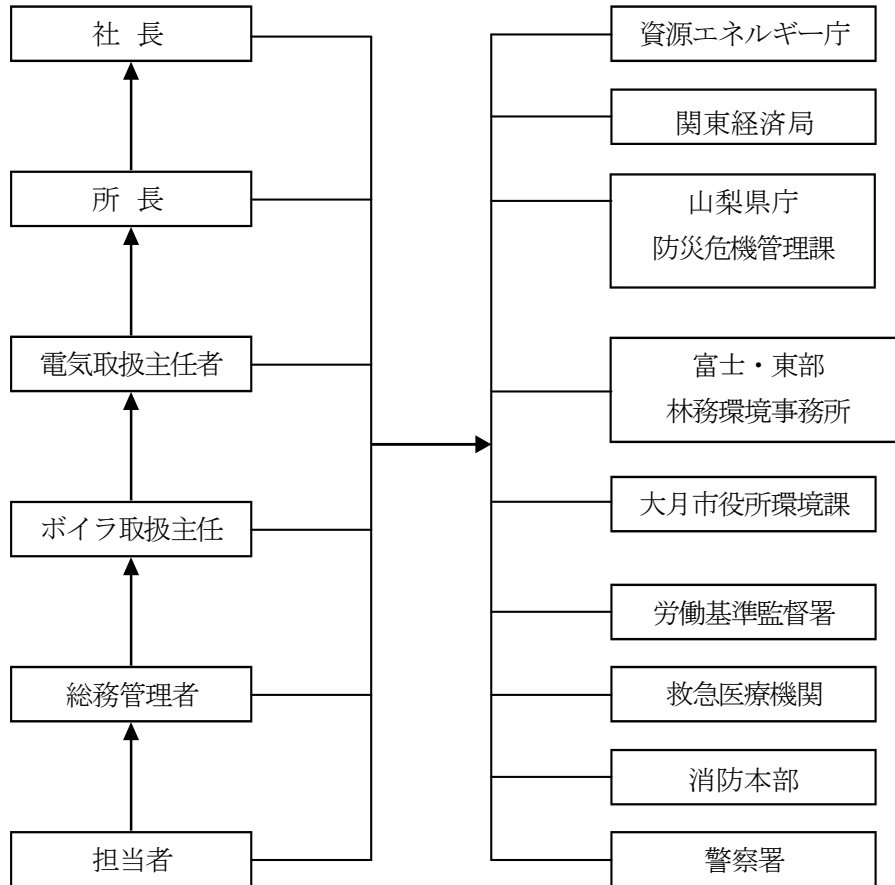 社 長
所 長
電気取扱主任者
ボイラ取扱主任
総務管理者
担当者
資源エネルギー庁
関東経済局
山梨県庁
防災危機管理課
富士・東部
林務環境事務所
大月市役所環境課
労働基準監督署
救急医療機関
消防本部
警察署